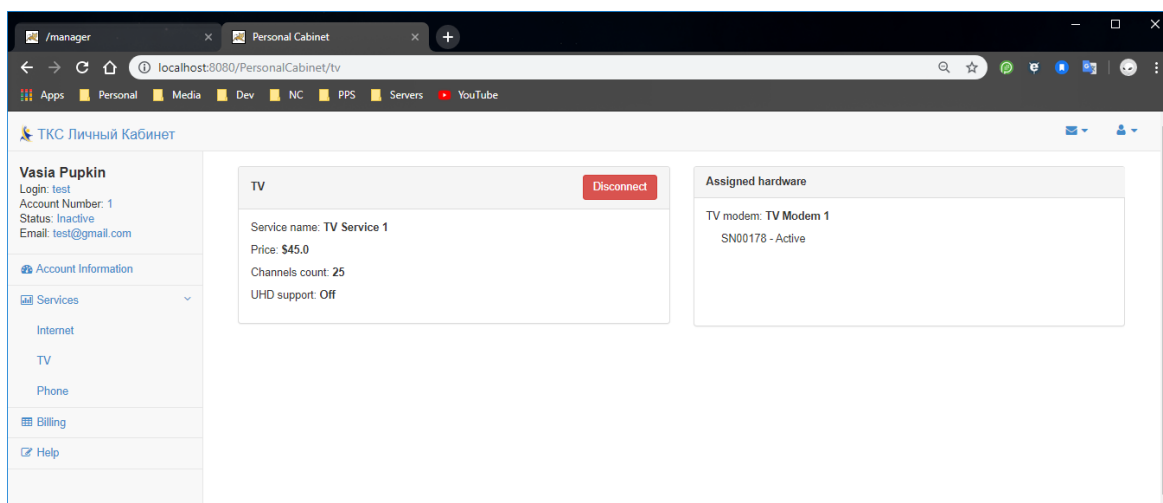 /manager
Personal Cabinet
localhost:8080/PersonalCabinet/tv
Apps Personal Media Dev NC PPS Servers YouTube
ТКС Личный Кабинет
Vasia Pupkin
Login: test
Account Number: 1
Status: Inactive
Email: test@gmail.com
Account Information
Services
Internet
TV
Phone
Billing
Help
TV
Disconnect
Service name: TV Service 1
Price: $45.0
Channels count: 25
UHD support: Off
Assigned hardware
TV modem: TV Modem 1
SN00178 - Active